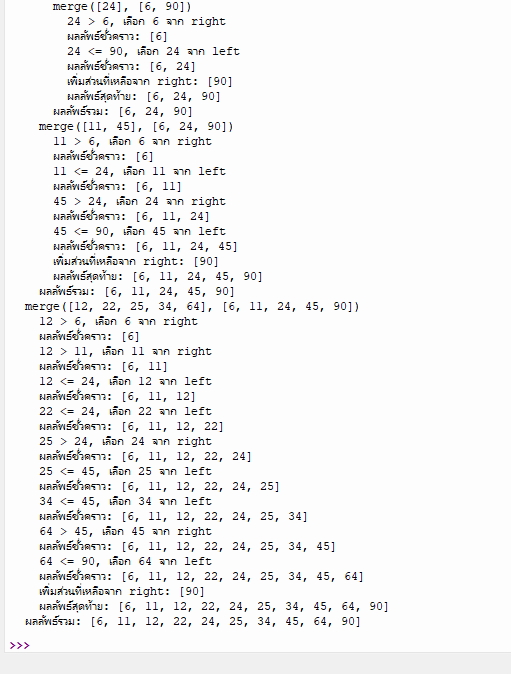 merge([24], [6, 90])
24 > 6, เลือก 6 จาก right
ผลลัพธ์ชั่วคราว: [6]
24 <= 90, เลือก 24 จาก left
ผลลัพธ์ชั่วคราว: [6, 24]
เพิ่มส่วนที่เหลือจาก right: [90]
ผลลัพธ์สุดท้าย: [6, 24, 90]
ผลลัพธ์รวม: [6, 24, 90]
merge([11, 45], [6, 24, 90])
11 > 6, เลือก 6 จาก right
ผลลัพธ์ชั่วคราว: [6]
11 <= 24, เลือก 11 จาก left
ผลลัพธ์ชั่วคราว: [6, 11]
45 > 24, เลือก 24 จาก right
ผลลัพธ์ชั่วคราว: [6, 11, 24]
45 <= 90, เลือก 45 จาก left
ผลลัพธ์ชั่วคราว: [6, 11, 24, 45]
เพิ่มส่วนที่เหลือจาก right: [90]
ผลลัพธ์สุดท้าย: [6, 11, 24, 45, 90]
ผลลัพธ์รวม: [6, 11, 24, 45, 90]
merge([12, 22, 25, 34, 64], [6, 11, 24, 45, 90])
12 > 6, เลือก 6 จาก right
ผลลัพธ์ชั่วคราว: [6]
12 > 11, เลือก 11 จาก right
ผลลัพธ์ชั่วคราว: [6, 11]
12 <= 24, เลือก 12 จาก left
ผลลัพธ์ชั่วคราว: [6, 11, 12]
22 <= 24, เลือก 22 จาก left
ผลลัพธ์ชั่วคราว: [6, 11, 12, 22]
25 > 24, เลือก 24 จาก right
ผลลัพธ์ชั่วคราว: [6, 11, 12, 22, 24]
25 <= 45, เลือก 25 จาก left
ผลลัพธ์ชั่วคราว: [6, 11, 12, 22, 24, 25]
34 <= 45, เลือก 34 จาก left
ผลลัพธ์ชั่วคราว: [6, 11, 12, 22, 24, 25, 34]
64 > 45, เลือก 45 จาก right
ผลลัพธ์ชั่วคราว: [6, 11, 12, 22, 24, 25, 34, 45]
64 <= 90, เลือก 64 จาก left
ผลลัพธ์ชั่วคราว: [6, 11, 12, 22, 24, 25, 34, 45, 64]
เพิ่มส่วนที่เหลือจาก right: [90]
ผลลัพธ์สุดท้าย: [6, 11, 12, 22, 24, 25, 34, 45, 64, 90]
ผลลัพธ์รวม: [6, 11, 12, 22, 24, 25, 34, 45, 64, 90]
>>>